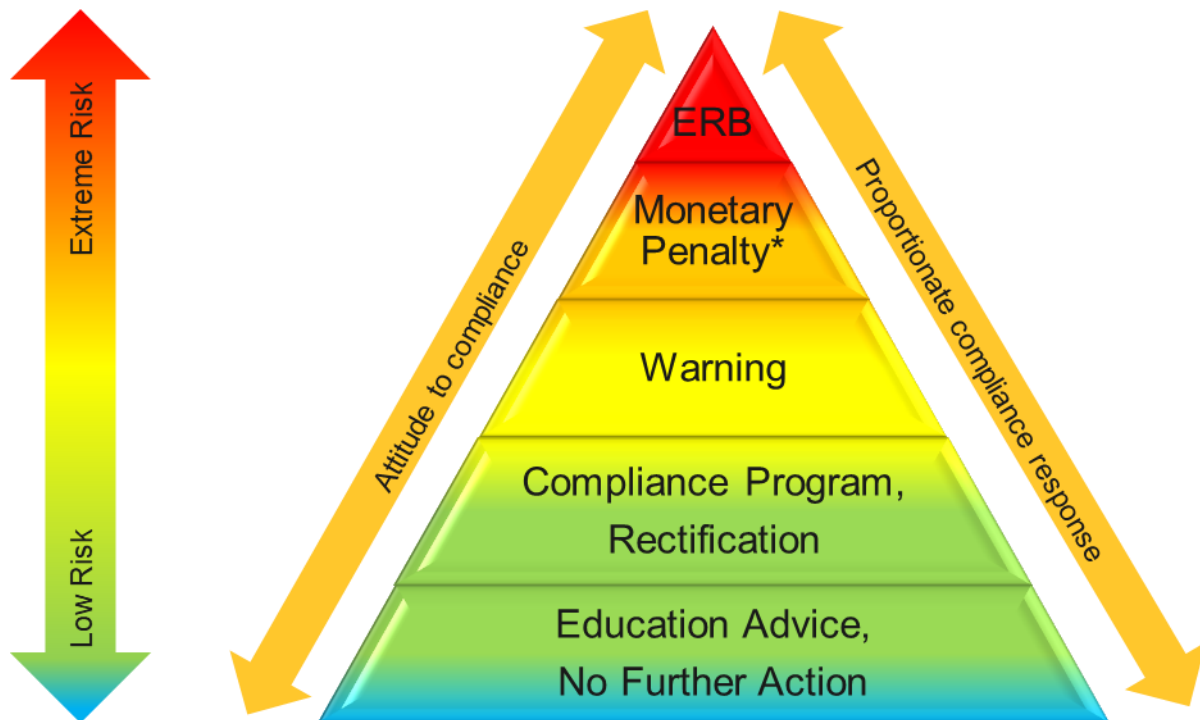 Extreme Risk
Low Risk
Attitude to compliance
ERB
Monetary
Penalty*
Warning
Compliance Program,
Rectification
Education Advice,
No Further Action
Proportionate compliance response